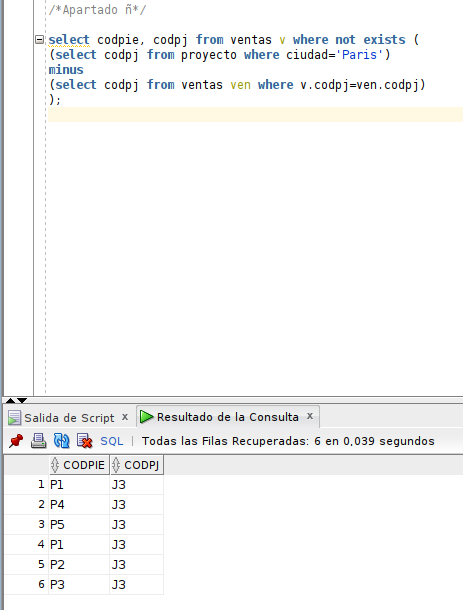 /*Apartado ñ*/
select codpie, codpj from ventas v where not exists (
(select codpj from proyecto where ciudad='Paris')
minus
(select codpj from ventas ven where v.codpj=ven.codpj)
);
Salida de Script x Resultado de la Consulta x
SQL | Todas las Filas Recuperadas: 6 en 0,039 segundos
CODPIE CODPJ
1 P1 J3
2 P4 J3
3 P5 J3
4 P1 J3
5 P2 J3
6 P3 J3